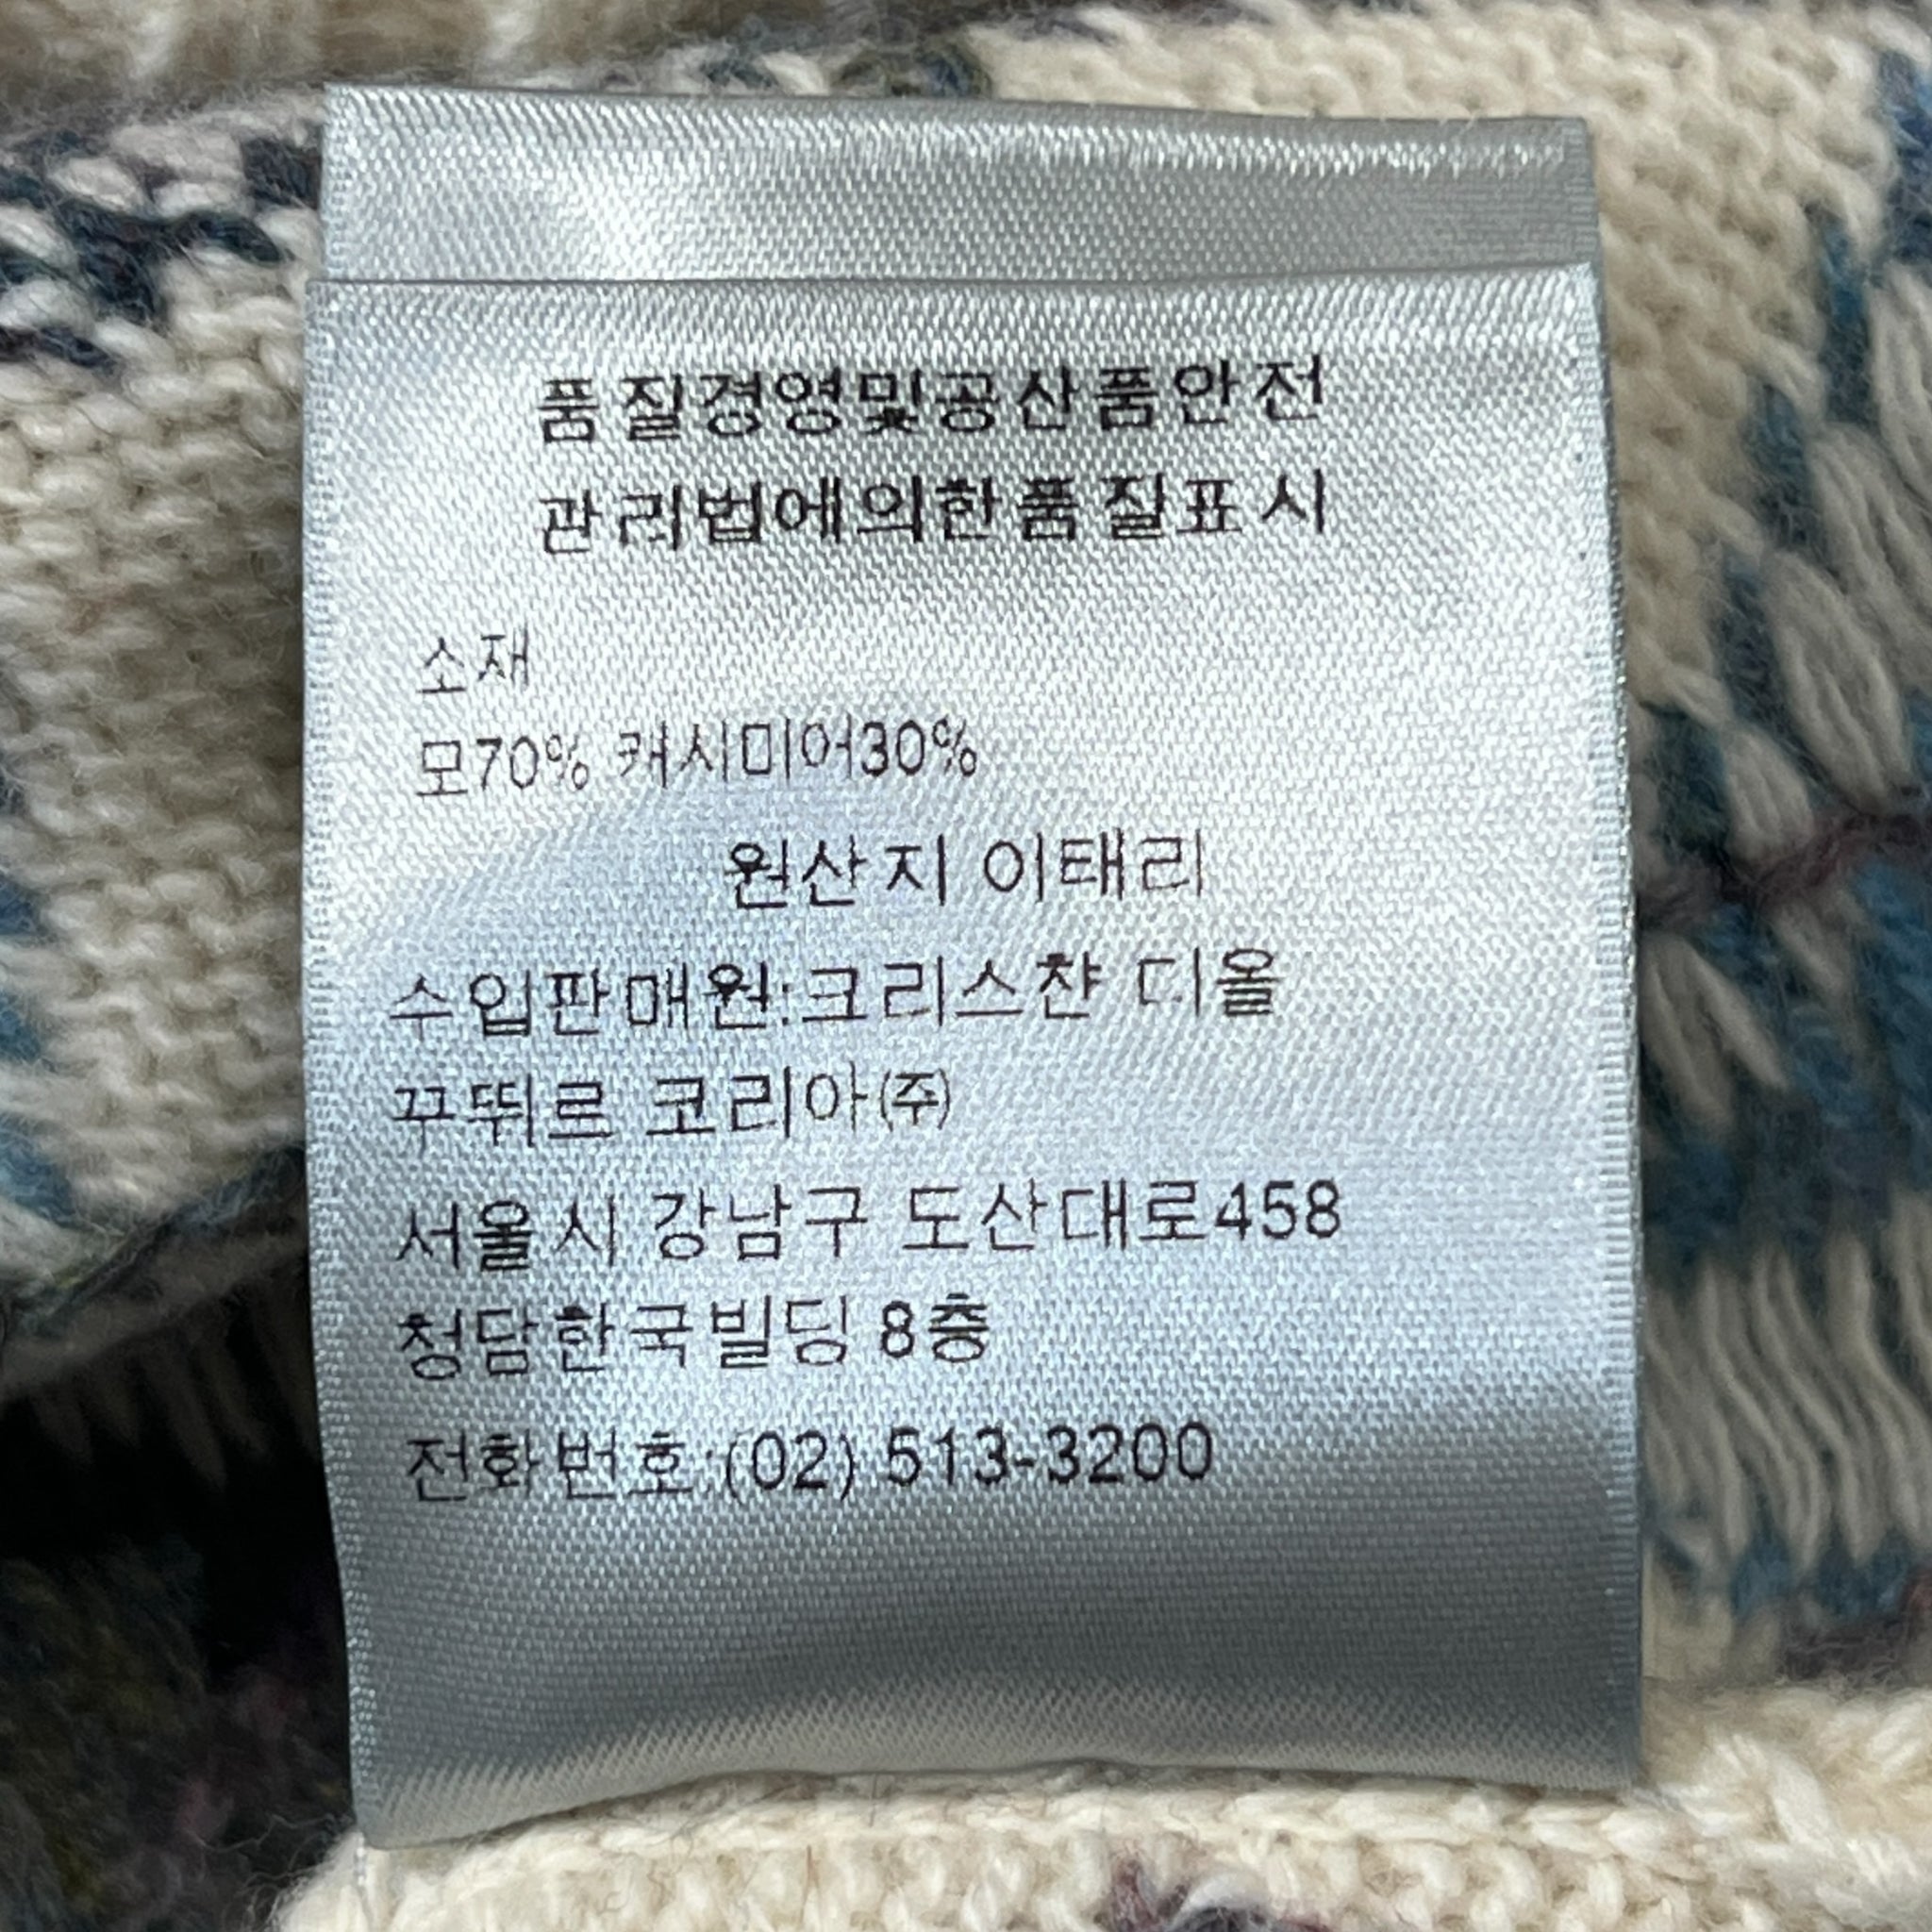 품질경영및공산품안전
관리법에의한품질표시
소재
모70% 캐시미어30%
원산지 이태리
수입판매원:크리스챤 디올
꾸뛰르 코리아(주)
서울시 강남구 도산대로458
청담한국빌딩 8층
전화번호:(02) 513-3200